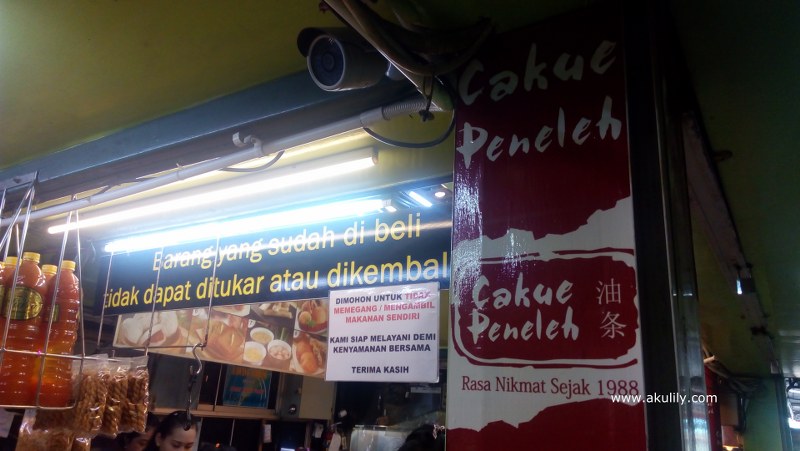 Cakue
Peneleh
Barang yang sudah di beli
tidak dapat ditukar atau dikembal
DIMOHON UNTUK TIDAK
MEMEGANG / MENGAMBIL
MAKANAN SENDIRI
KAMI SIAP MELAYANI DEMI
KENYAMANAN BERSAMA
TERIMA KASIH
Cakue
Peneleh
油条
Rasa Nikmat Sejak 1988
www.akulily.com